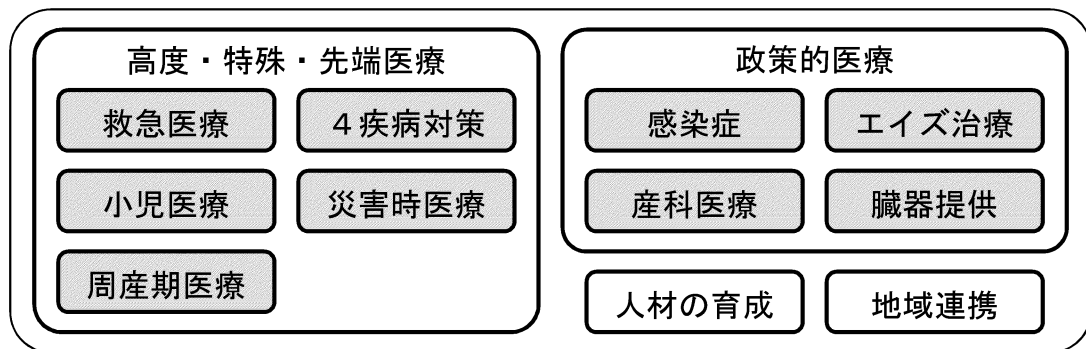 高度・特殊・先端医療
救急医療
４疾病対策
小児医療
災害時医療
周産期医療
政策的医療
感染症
エイズ治療
産科医療
臓器提供
人材の育成
地域連携